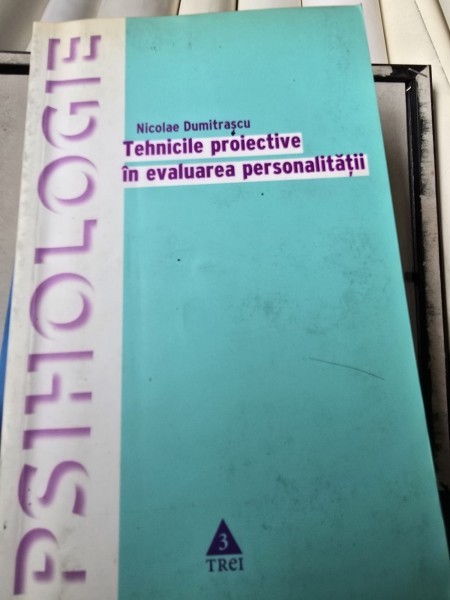 PSIHOLOGIE
Nicolae Dumitrașcu
Tehnicile proiective
în evaluarea personalității
3
TREI